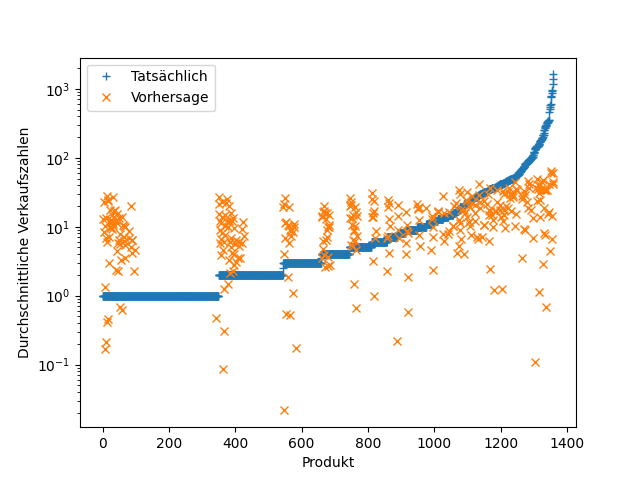 Tatsächlich
Vorhersage
Durchschnittliche Verkaufszahlen
10³
10²
10¹
10⁰
10⁻¹
0 200 400 600 800 1000 1200 1400
Produkt